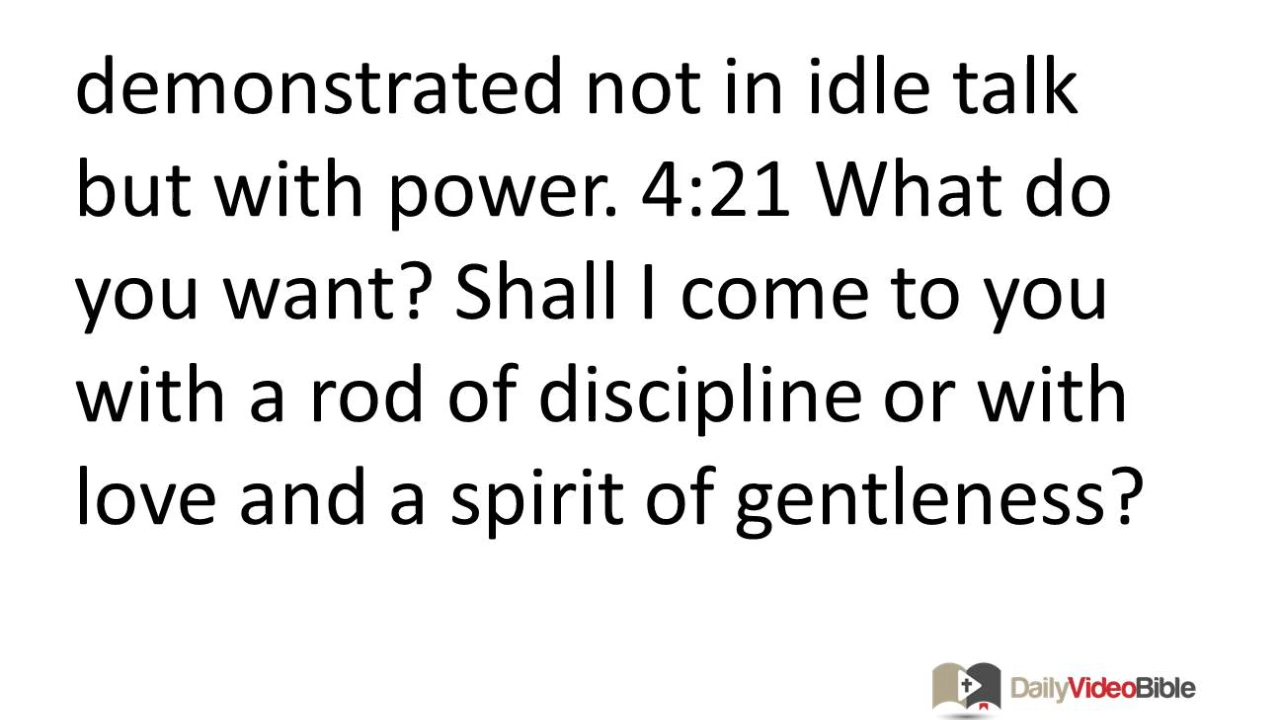 demonstrated not in idle talk
but with power. 4:21 What do
you want? Shall I come to you
with a rod of discipline or with
love and a spirit of gentleness?
DailyVideoBible